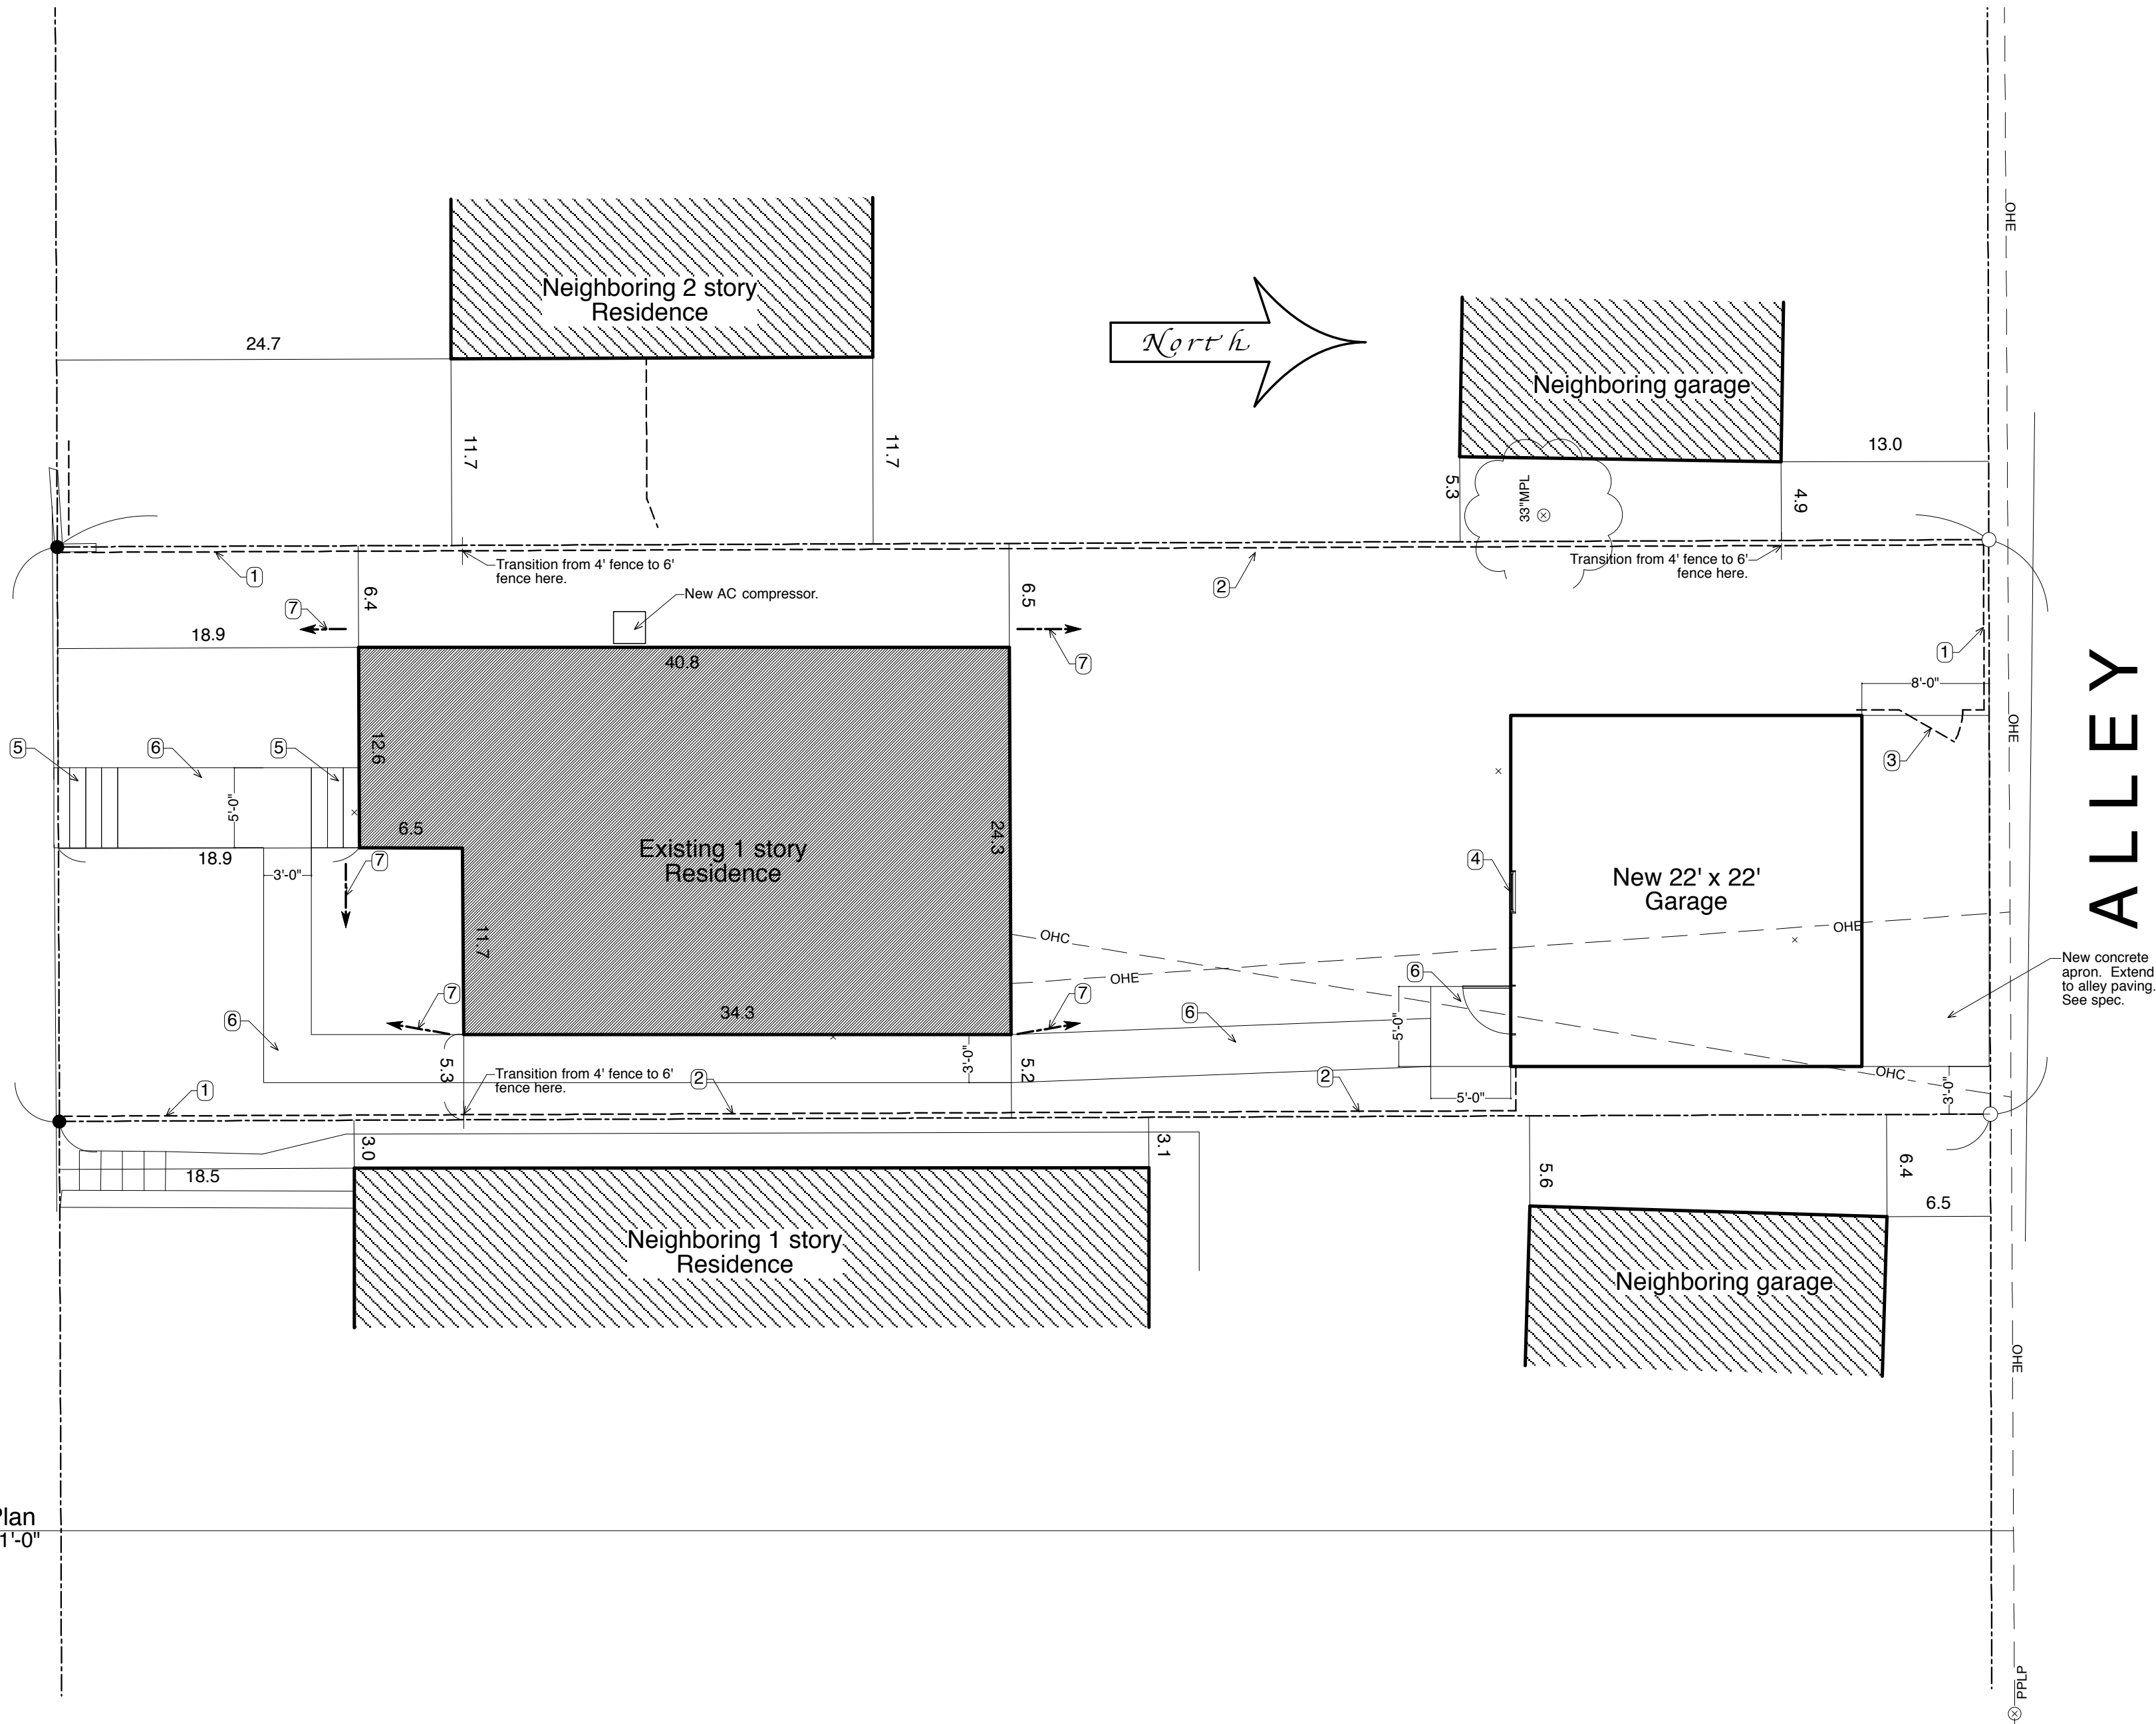 OHE
Neighboring 2 story
Residence
24.7
North
Neighboring garage
11.7
11.7
13.0
5.3
33"MPL
4.9
Transition from 4' fence to 6'
fence here.
Transition from 4' fence to 6'
fence here.
1
2
6.4
New AC compressor.
6.5
7
18.9
40.8
7
1
8'-0"
ALLEY
OHE
5
6
5
12.6
3
5'-0"
6.5
24.3
18.9
7
3'-0"
Existing 1 story
Residence
4
New 22' x 22'
Garage
11.7
OHC
OHE
OHE
New concrete
apron. Extend
to alley paving.
See spec.
6
7
7
6
6
34.3
5'-0"
5.3
3'-0"
5.2
Transition from 4' fence to 6'
fence here.
2
2
OHC
3'-0"
5'-0"
1
3.0
3.1
18.5
5.6
6.4
6.5
Neighboring 1 story
Residence
Neighboring garage
OHE
Plan
1'-0"
PPLP